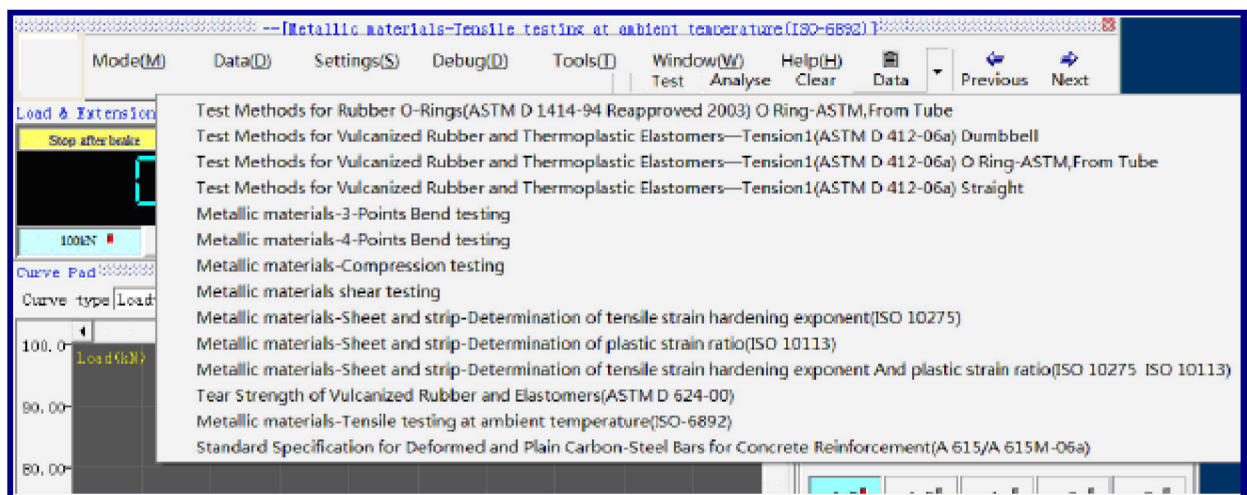 --[Metallic materials-Tensile testing at ambient temperature(ISO-6892)]
Mode(M) Data(D) Settings(S) Debug(D) Tools(T) Window(W) Help(H)
Test Analyse Clear Data Previous Next
Load & Extension
Test Methods for Rubber O-Rings(ASTM D 1414-94 Reapproved 2003) O Ring-ASTM,From Tube
Stop after brake
Test Methods for Vulcanized Rubber and Thermoplastic Elastomers—Tension1(ASTM D 412-06a) Dumbbell
Test Methods for Vulcanized Rubber and Thermoplastic Elastomers—Tension1(ASTM D 412-06a) O Ring-ASTM,From Tube
Test Methods for Vulcanized Rubber and Thermoplastic Elastomers—Tension1(ASTM D 412-06a) Straight
Metallic materials-3-Points Bend testing
100kN
Metallic materials-4-Points Bend testing
Metallic materials-Compression testing
Curve Pad
Metallic materials shear testing
Curve type Load
Metallic materials-Sheet and strip-Determination of tensile strain hardening exponent(ISO 10275)
Metallic materials-Sheet and strip-Determination of plastic strain ratio(ISO 10113)
100.0
Load(kN)
Metallic materials-Sheet and strip-Determination of tensile strain hardening exponent And plastic strain ratio(ISO 10275 ISO 10113)
Tear Strength of Vulcanized Rubber and Elastomers(ASTM D 624-00)
90.00
Metallic materials-Tensile testing at ambient temperature(ISO-6892)
Standard Specification for Deformed and Plain Carbon-Steel Bars for Concrete Reinforcement(A 615/A 615M-06a)
80.00